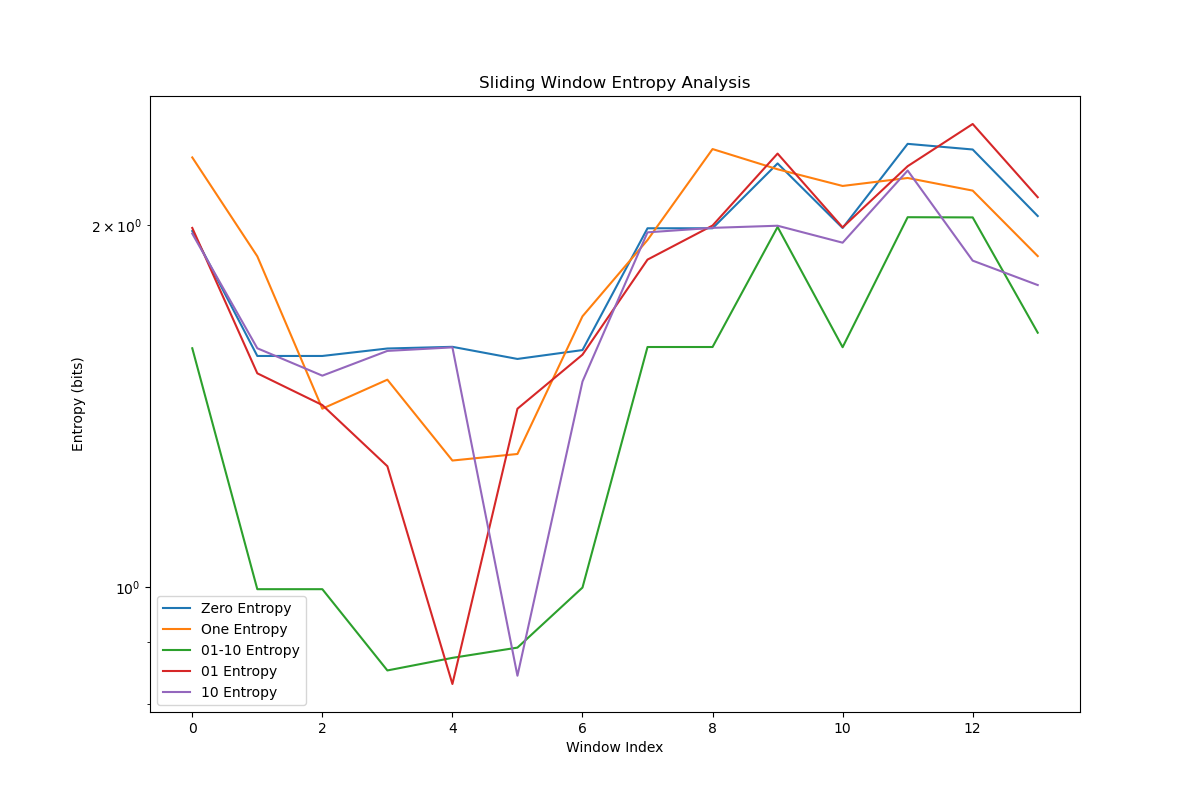 Sliding Window Entropy Analysis
2 × 10⁰
10⁰
Entropy (bits)
Zero Entropy
One Entropy
01-10 Entropy
01 Entropy
10 Entropy
0 2 4 6 8 10 12
Window Index